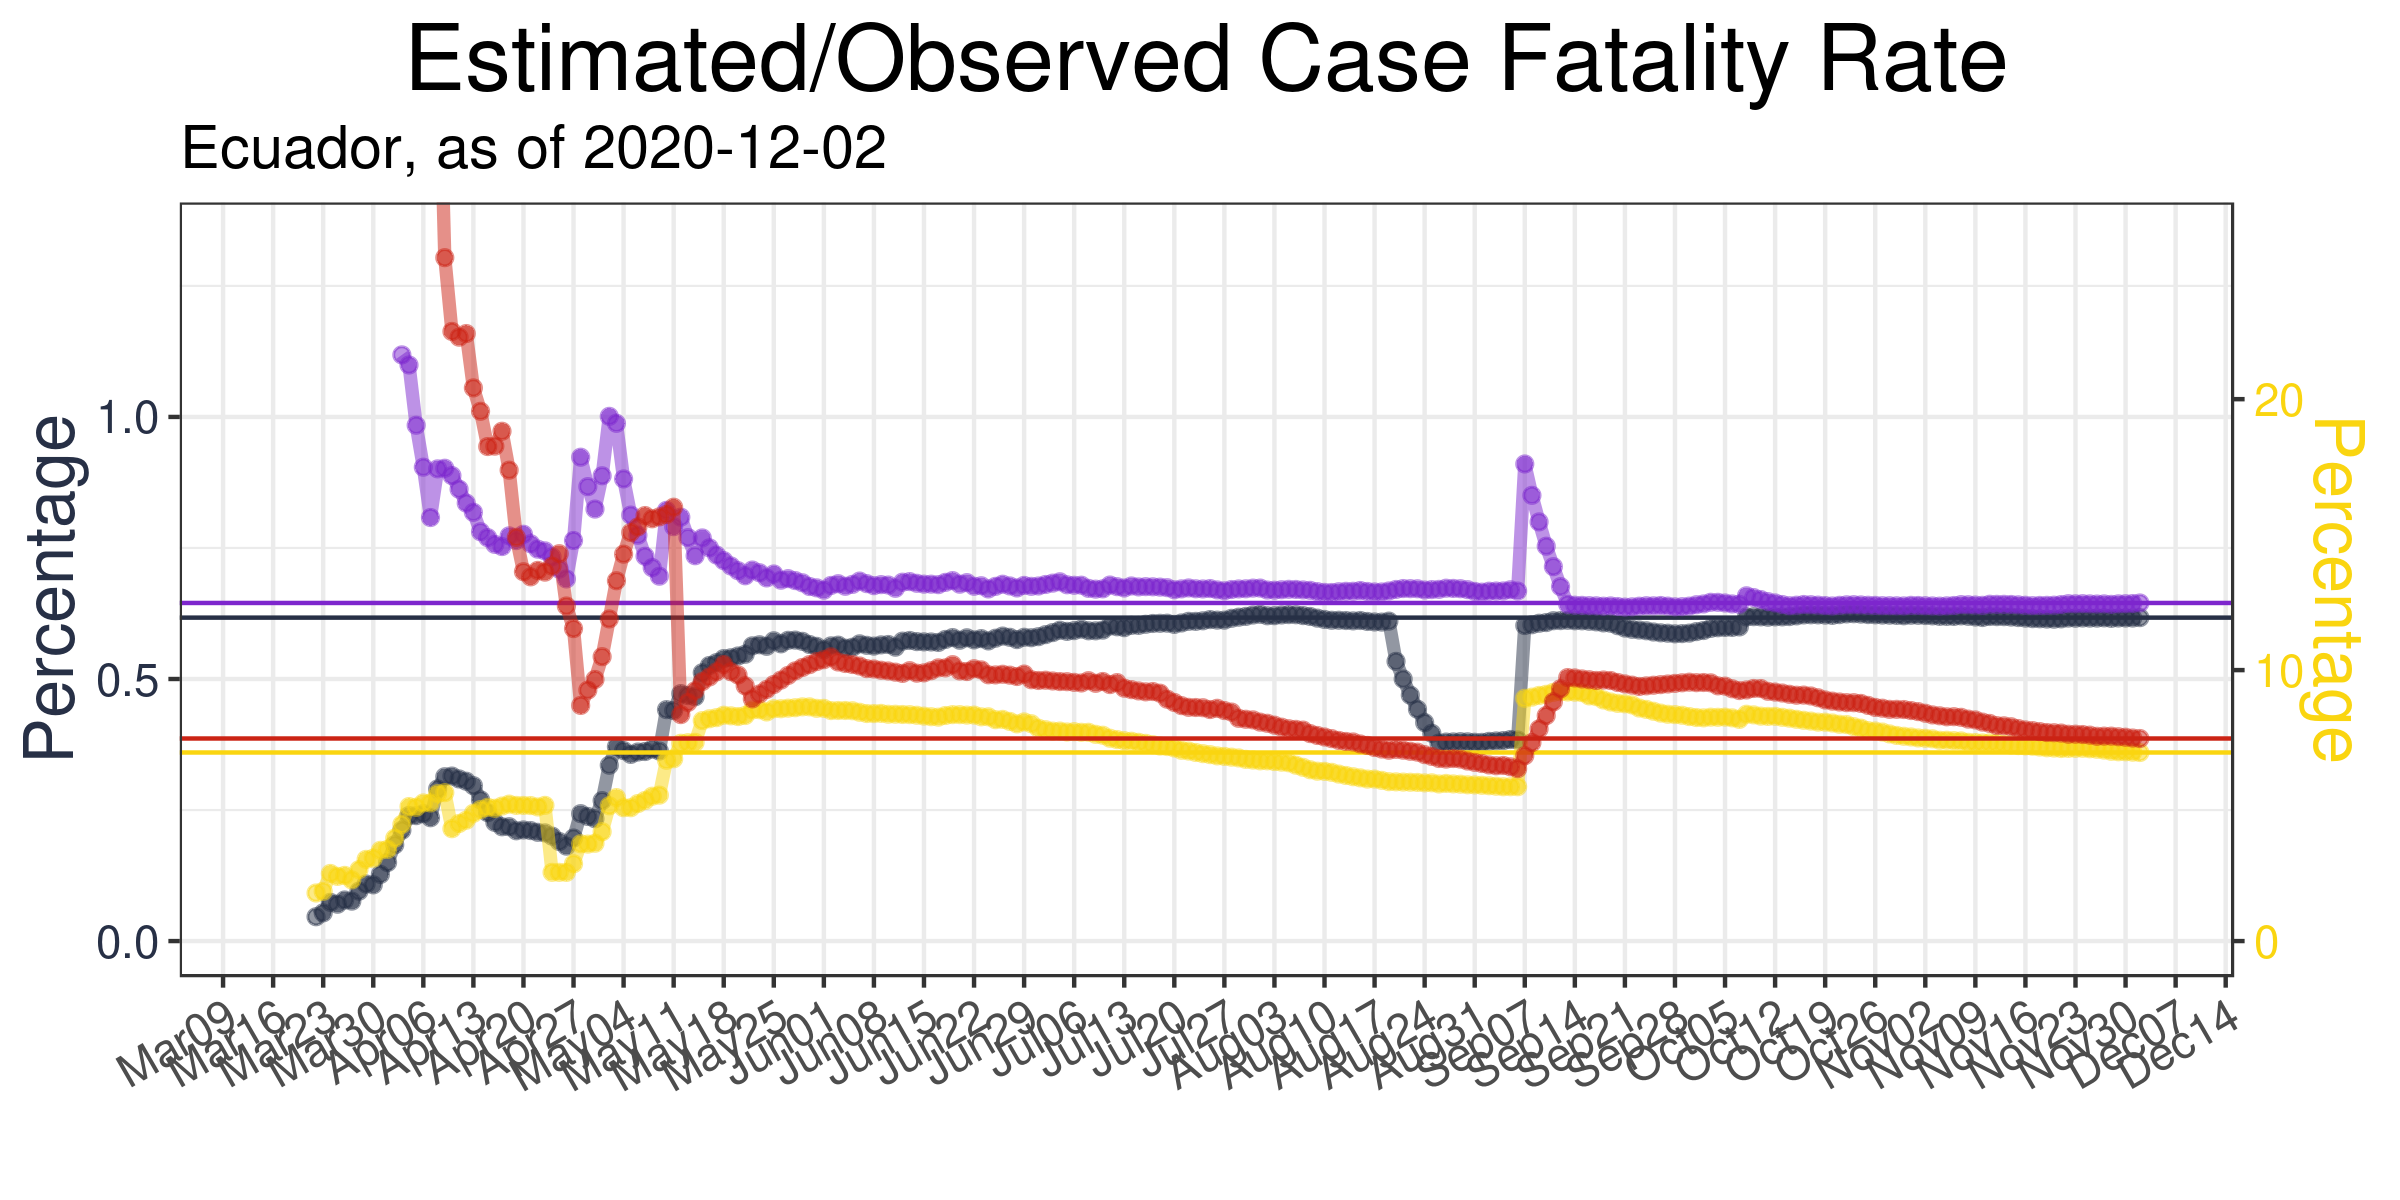 Estimated/Observed Case Fatality Rate
Ecuador, as of 2020-12-02
Percentage
1.0
0.5
0.0
20
10
0
Percentage
Mar09
Mar16
Mar23
Mar30
Apr06
Apr13
Apr20
Apr27
May04
May11
May18
May25
Jun01
Jun08
Jun15
Jun22
Jun29
Jul06
Jul13
Jul20
Jul27
Aug03
Aug10
Aug17
Aug24
Aug31
Sep07
Sep14
Sep21
Sep28
Oct05
Oct12
Oct19
Oct26
Nov02
Nov09
Nov16
Nov23
Nov30
Dec07
Dec14